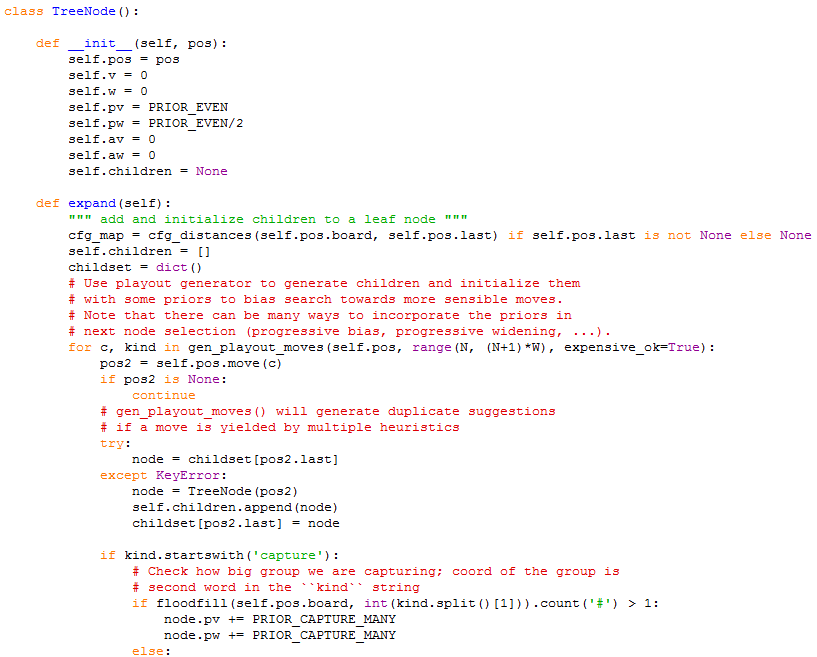 class TreeNode():
    def __init__(self, pos):
        self.pos = pos
        self.v = 0
        self.w = 0
        self.pv = PRIOR_EVEN
        self.pw = PRIOR_EVEN/2
        self.av = 0
        self.aw = 0
        self.children = None
    def expand(self):
        """ add and initialize children to a leaf node """
        cfg_map = cfg_distances(self.pos.board, self.pos.last) if self.pos.last is not None else None
        self.children = []
        childset = dict()
        # Use playout generator to generate children and initialize them
        # with some priors to bias search towards more sensible moves.
        # Note that there can be many ways to incorporate the priors in
        # next node selection (progressive bias, progressive widening, ...).
        for c, kind in gen_playout_moves(self.pos, range(N, (N+1)*W), expensive_ok=True):
            pos2 = self.pos.move(c)
            if pos2 is None:
                continue
            # gen_playout_moves() will generate duplicate suggestions
            # if a move is yielded by multiple heuristics
            try:
                node = childset[pos2.last]
            except KeyError:
                node = TreeNode(pos2)
                self.children.append(node)
                childset[pos2.last] = node
            if kind.startswith('capture'):
                # Check how big group we are capturing; coord of the group is
                # second word in the ``kind`` string
                if floodfill(self.pos.board, int(kind.split()[1])).count('#') > 1:
                    node.pv += PRIOR_CAPTURE_MANY
                    node.pw += PRIOR_CAPTURE_MANY
                else: